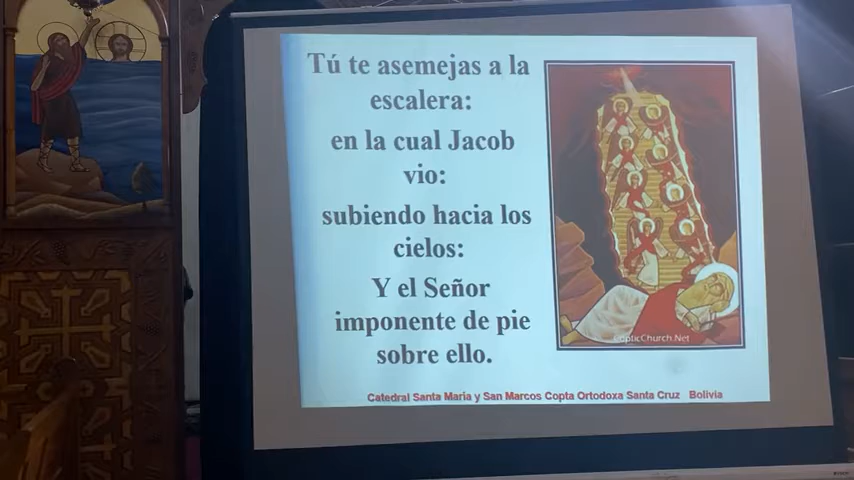 Tú te asemejas a la
escalera:
en la cual Jacob
vio:
subiendo hacia los
cielos:
Y el Señor
imponente de pie
sobre ello.
CopticChurch.Net
Catedral Santa Maria y San Marcos Copta Ortodoxa Santa Cruz Bolivia